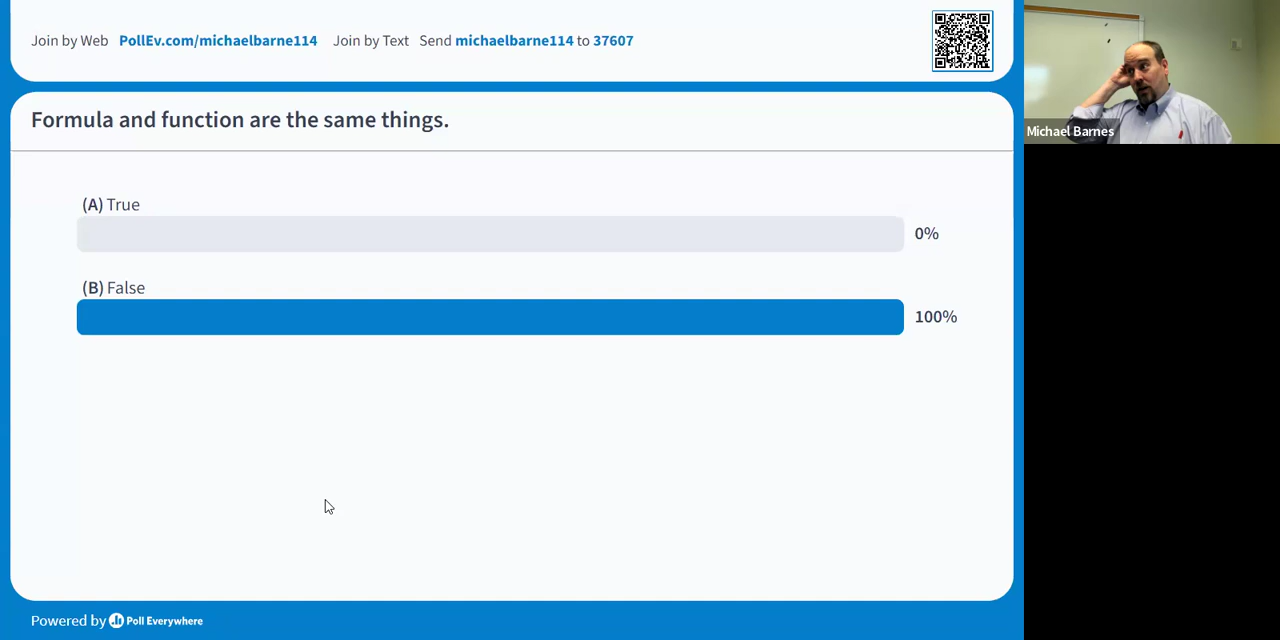 Join by Web PollEv.com/michaelbarne114 Join by Text Send michaelbarne114 to 37607
Formula and function are the same things.
(A) True
0%
(B) False
100%
Powered by Poll Everywhere
Michael Barnes